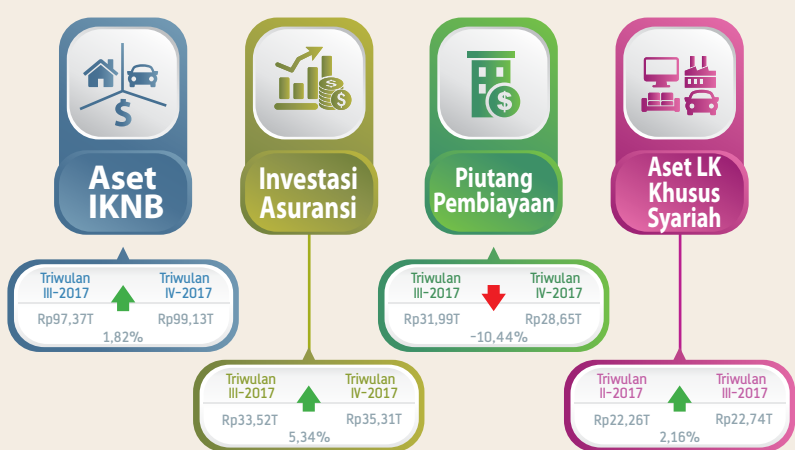 Aset
IKNB
Investasi
Asuransi
Piutang
Pembiayaan
Aset LK
Khusus
Syariah
Triwulan
III-2017
Triwulan
IV-2017
Rp97,37T
Rp99,13T
1,82%
Triwulan
III-2017
Triwulan
IV-2017
Rp33,52T
Rp35,31T
5,34%
Triwulan
III-2017
Triwulan
IV-2017
Rp31,99T
Rp28,65T
-10,44%
Triwulan
II-2017
Triwulan
III-2017
Rp22,26T
Rp22,74T
2,16%
$
$
$
$